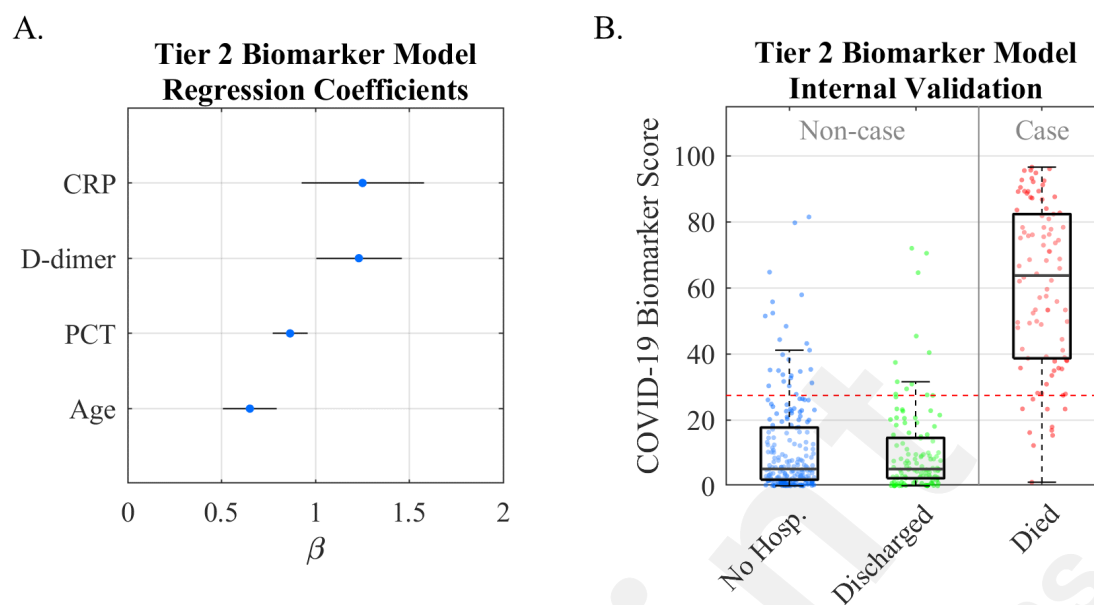 A.
Tier 2 Biomarker Model
Regression Coefficients
CRP
D-dimer
PCT
Age
0 0.5 1 1.5 2
β
B.
Tier 2 Biomarker Model
Internal Validation
Non-case Case
COVID-19 Biomarker Score
100
80
60
40
20
0
No Hosp.
Discharged
Died